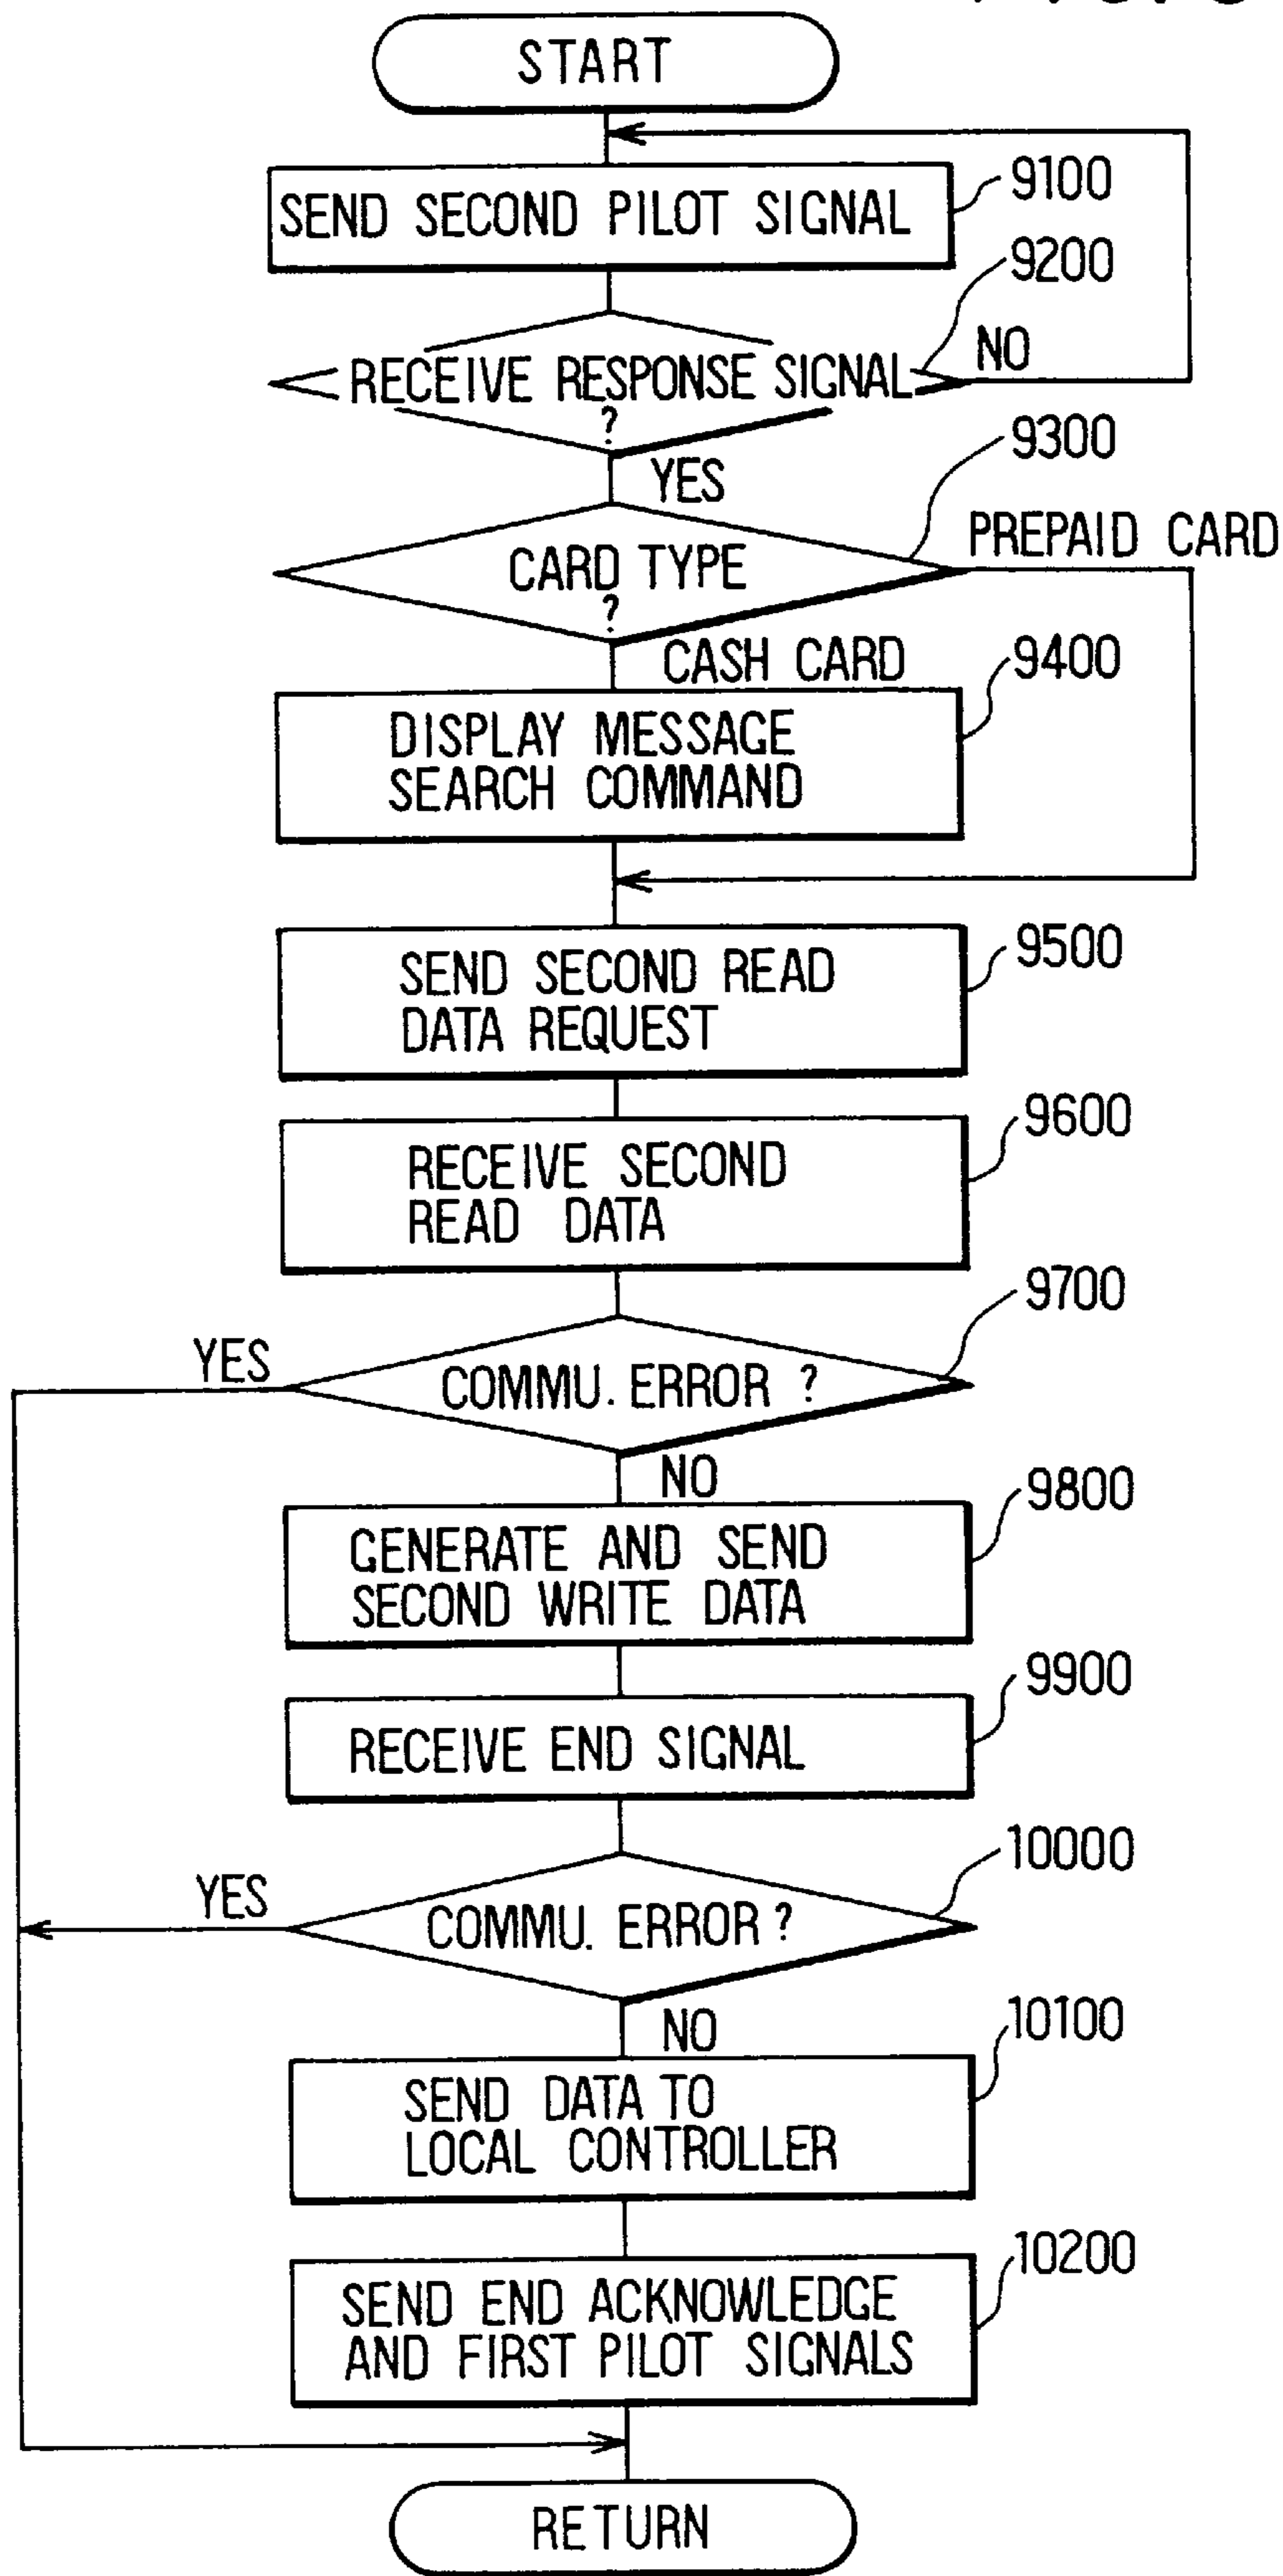 START
SEND SECOND PILOT SIGNAL
9100
9200
RECEIVE RESPONSE SIGNAL
?
NO
YES
9300
CARD TYPE
?
PREPAID CARD
CASH CARD
9400
DISPLAY MESSAGE
SEARCH COMMAND
9500
SEND SECOND READ
DATA REQUEST
9600
RECEIVE SECOND
READ DATA
9700
YES
COMMU. ERROR ?
NO
9800
GENERATE AND SEND
SECOND WRITE DATA
9900
RECEIVE END SIGNAL
10000
YES
COMMU. ERROR ?
NO
10100
SEND DATA TO
LOCAL CONTROLLER
10200
SEND END ACKNOWLEDGE
AND FIRST PILOT SIGNALS
RETURN